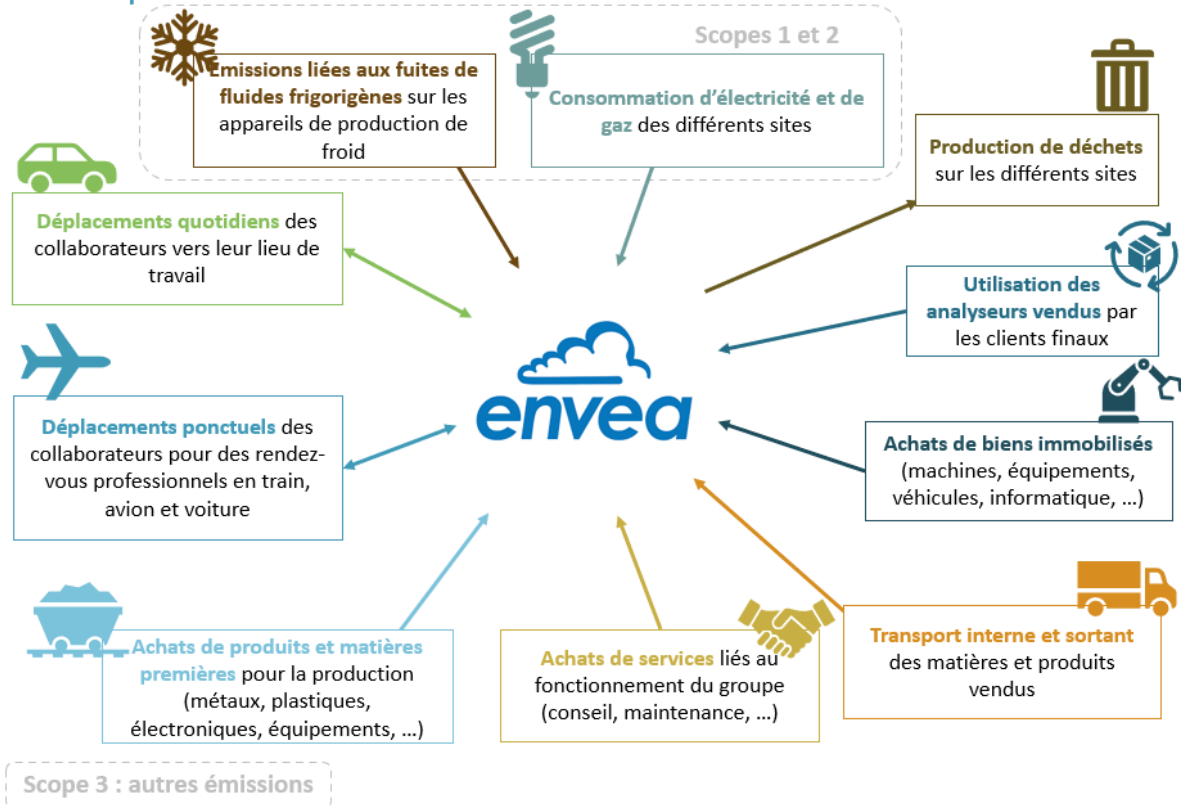 Scopes 1 et 2
Emissions liées aux fuites de
fluides frigorigènes sur les
appareils de production de
froid
Consommation d'électricité et de
gaz des différents sites
Production de déchets
sur les différents sites
Déplacements quotidiens des
collaborateurs vers leur lieu de
travail
Utilisation des
analyseurs vendus par
les clients finaux
envea
Déplacements ponctuels des
collaborateurs pour des rendez-
vous professionnels en train,
avion et voiture
Achats de biens immobilisés
(machines, équipements,
véhicules, informatique, ...)
Achats de produits et matières
premières pour la production
(métaux, plastiques,
électroniques, équipements, ...)
Achats de services liés au
fonctionnement du groupe
(conseil, maintenance, ...)
Transport interne et sortant
des matières et produits
vendus
Scope 3 : autres émissions